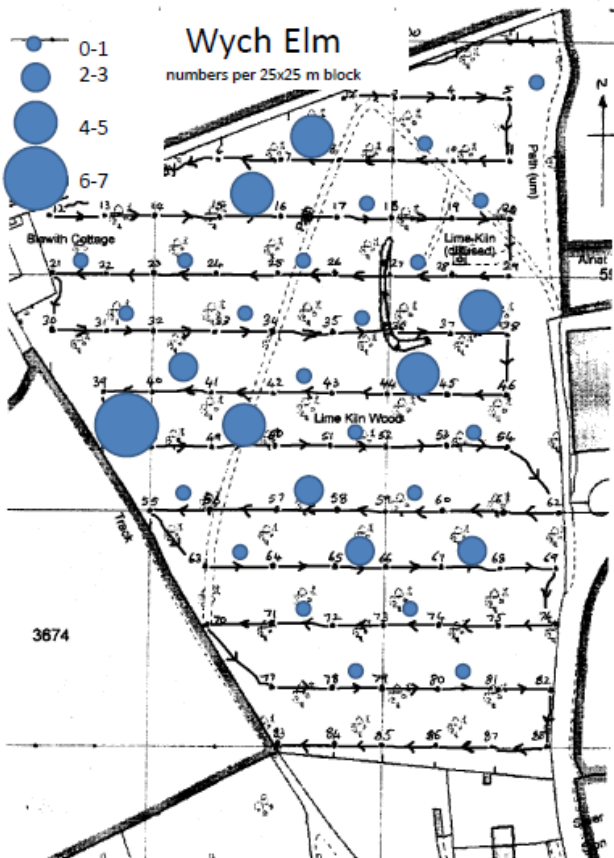 Wych Elm
numbers per 25x25 m block
0-1
2-3
4-5
6-7
4 5
6
12 13 14 15 16 17 18 19
Path (um)
Blewith Cottage
Lime Kiln
(disused)
21 22 23 24 25 26 27 28 29
30 31 32 33 34 35 36 37 38
39 40 41 42 43 44 45 46
Lime Kiln Wood
49 50 51 52 53 54
55 56 57 58 59 60 61 62
Track
63 64 65 66 67 68 69
3674
70 71 72 73 74 75 76
77 78 79 80 81 82
83 84 85 86 87 88